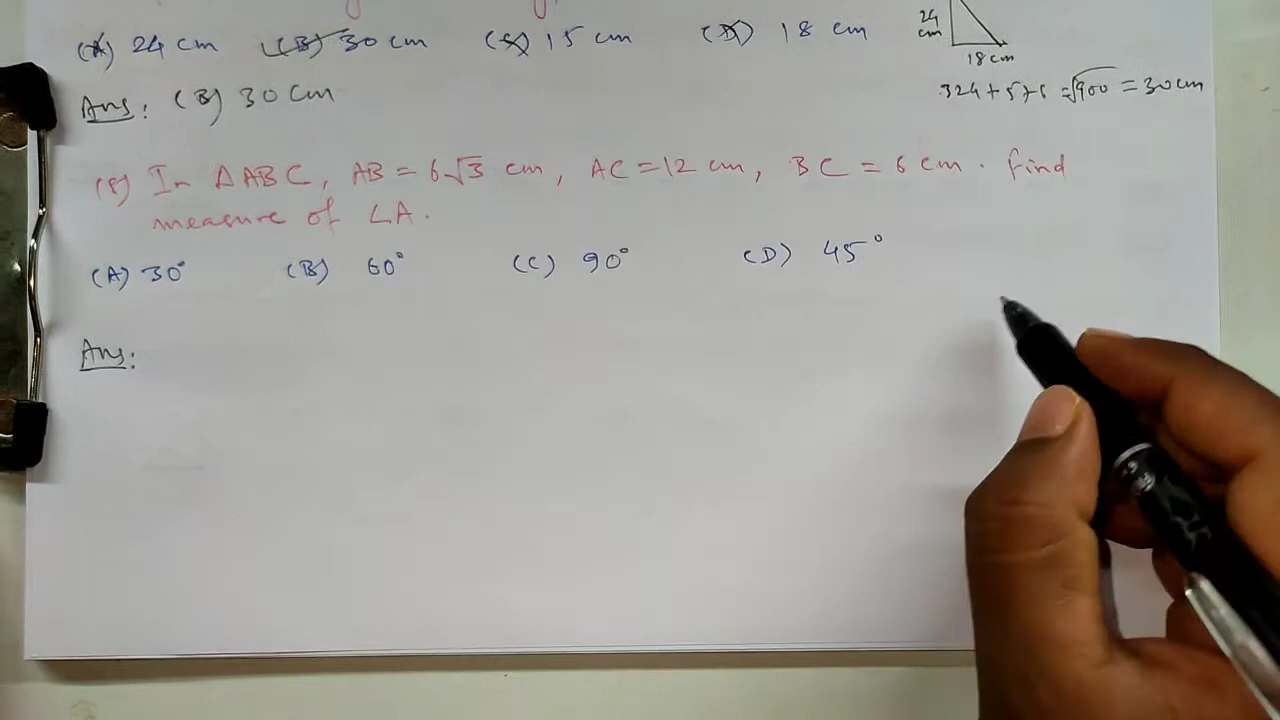 (A) 24 cm (B) 30 cm (C) 15 cm (D) 18 cm
24 cm
18 cm
Ans: (B) 30 cm
324 + 576 = √900 = 30 cm
(8) In ΔABC, AB = 6√3 cm, AC = 12 cm, BC = 6 cm. Find
measure of ∠A.
(A) 30° (B) 60° (C) 90° (D) 45°
Ans: